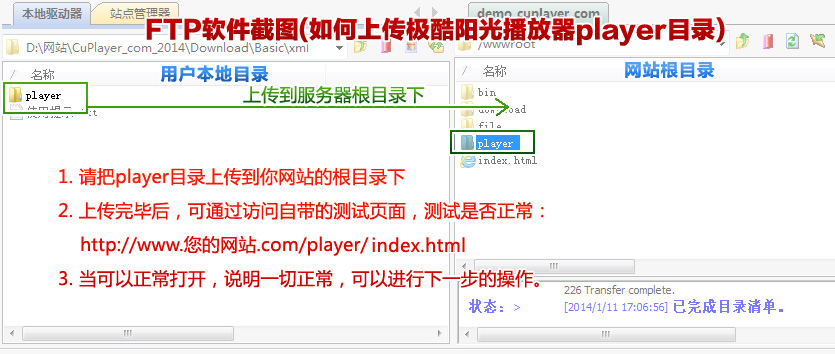 本地驱动器 站点管理器 demo.cuplayer.com
FTP软件截图(如何上传极酷阳光播放器player目录)
D:\网站\CuPlayer_com_2014\Download\Basic\xml
/wwwroot
/ 名称
用户本地目录
/ 名称
网站根目录
player
上传到服务器根目录下
使用提示.txt
bin
download
file
player
index.html
1. 请把player目录上传到你网站的根目录下
2. 上传完毕后，可通过访问自带的测试页面，测试是否正常：
http://www.您的网站.com/player/index.html
3. 当可以正常打开，说明一切正常，可以进行下一步的操作。
226 Transfer complete.
状态：> [2014/1/11 17:06:56] 已完成目录清单。